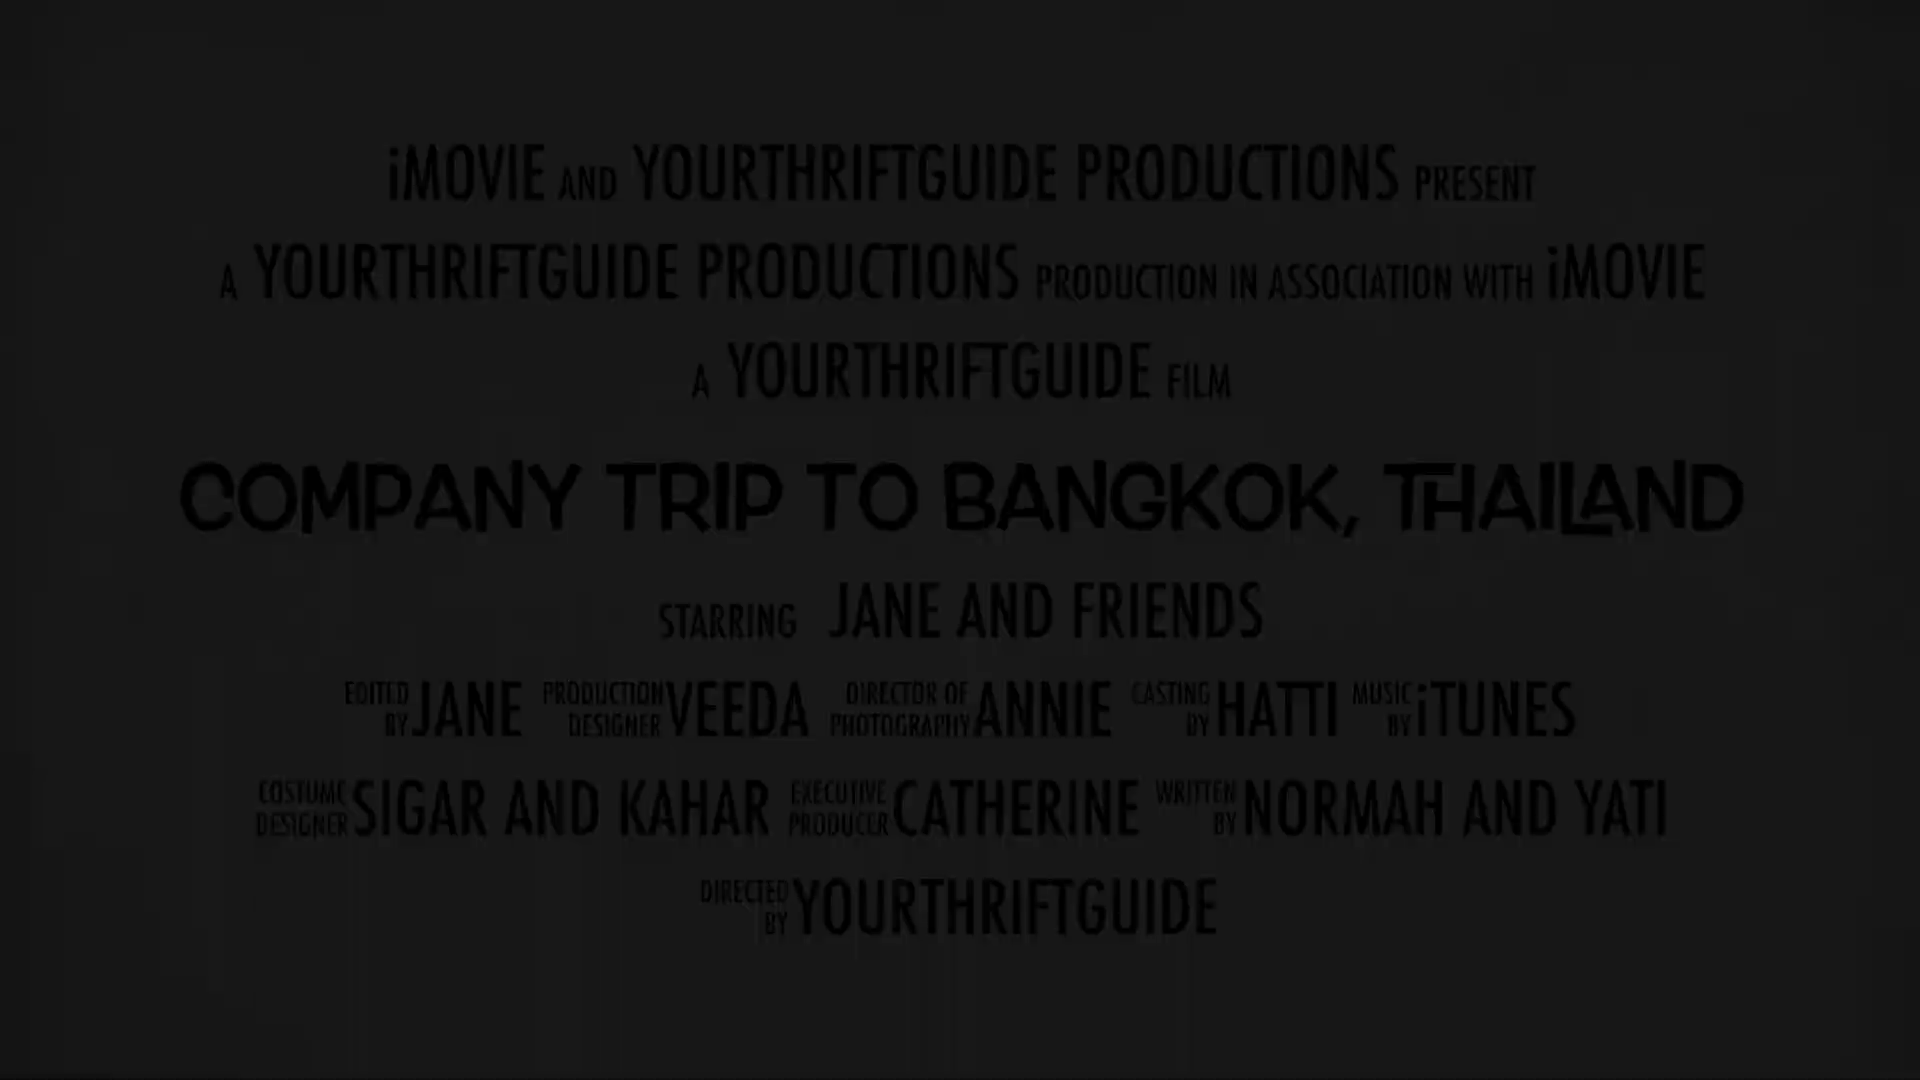 iMOVIE AND YOURTHRIFTGUIDE PRODUCTIONS PRESENT
A YOURTHRIFTGUIDE PRODUCTIONS PRODUCTION IN ASSOCIATION WITH iMOVIE
A YOURTHRIFTGUIDE FILM
COMPANY TRIP TO BANGKOK, THAILAND
STARRING JANE AND FRIENDS
EDITED BY JANE PRODUCTION DESIGNER VEEDA DIRECTOR OF PHOTOGRAPHY ANNIE CASTING BY HATTI MUSIC BY iTUNES
COSTUME DESIGNER SIGAR AND KAHAR EXECUTIVE PRODUCER CATHERINE WRITTEN BY NORMAH AND YATI
DIRECTED BY YOURTHRIFTGUIDE